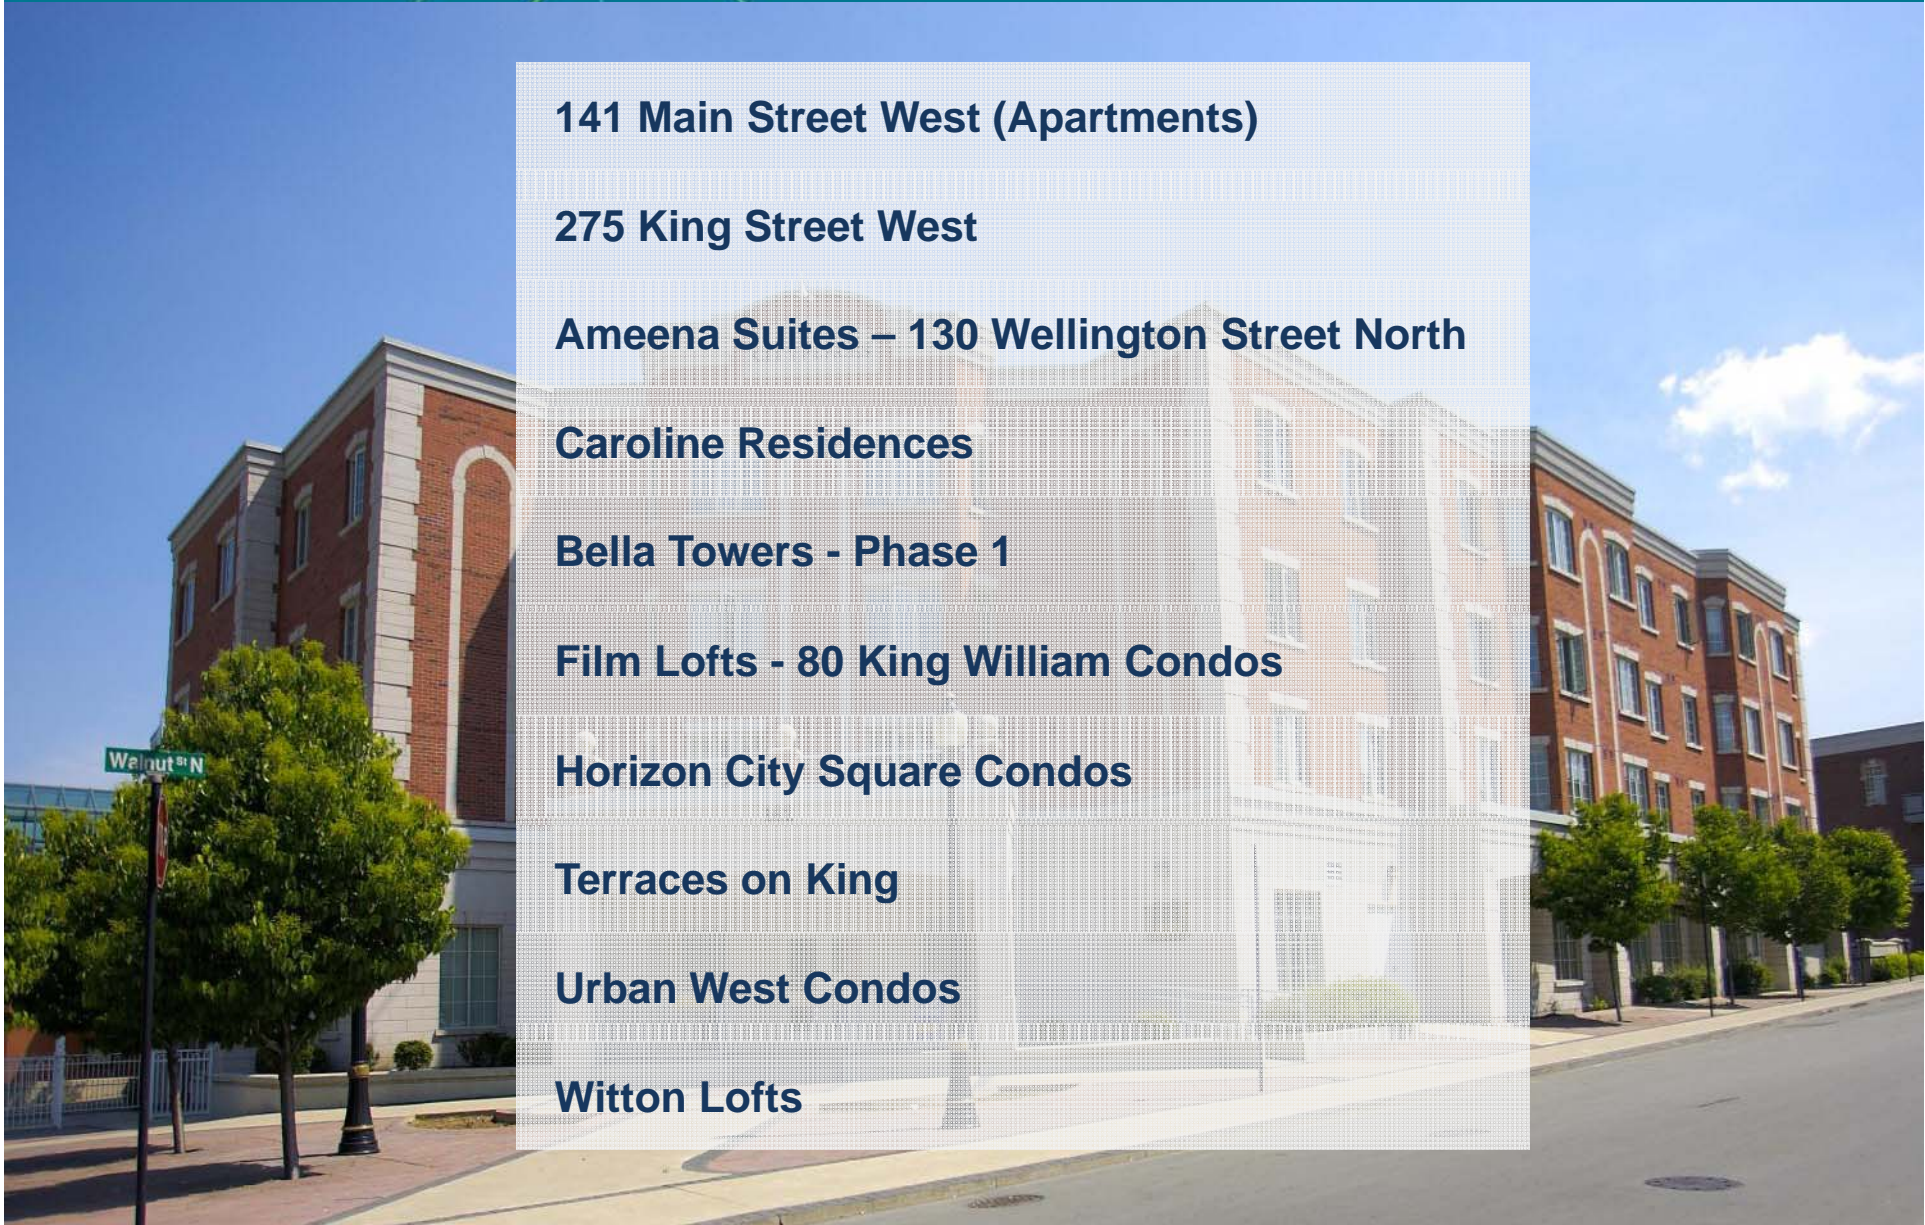 141 Main Street West (Apartments)
275 King Street West
Ameena Suites – 130 Wellington Street North
Caroline Residences
Bella Towers - Phase 1
Film Lofts - 80 King William Condos
Walnut St N
Horizon City Square Condos
Terraces on King
Urban West Condos
Witton Lofts